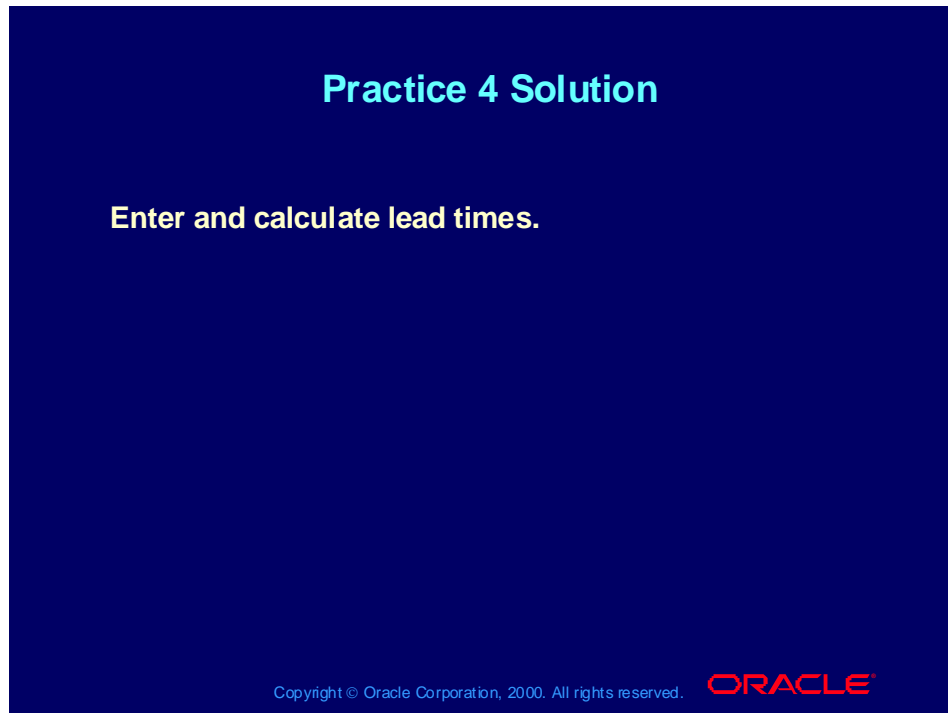 Practice 4 Solution
Enter and calculate lead times.
Copyright © Oracle Corporation, 2000. All rights reserved.
ORACLE®